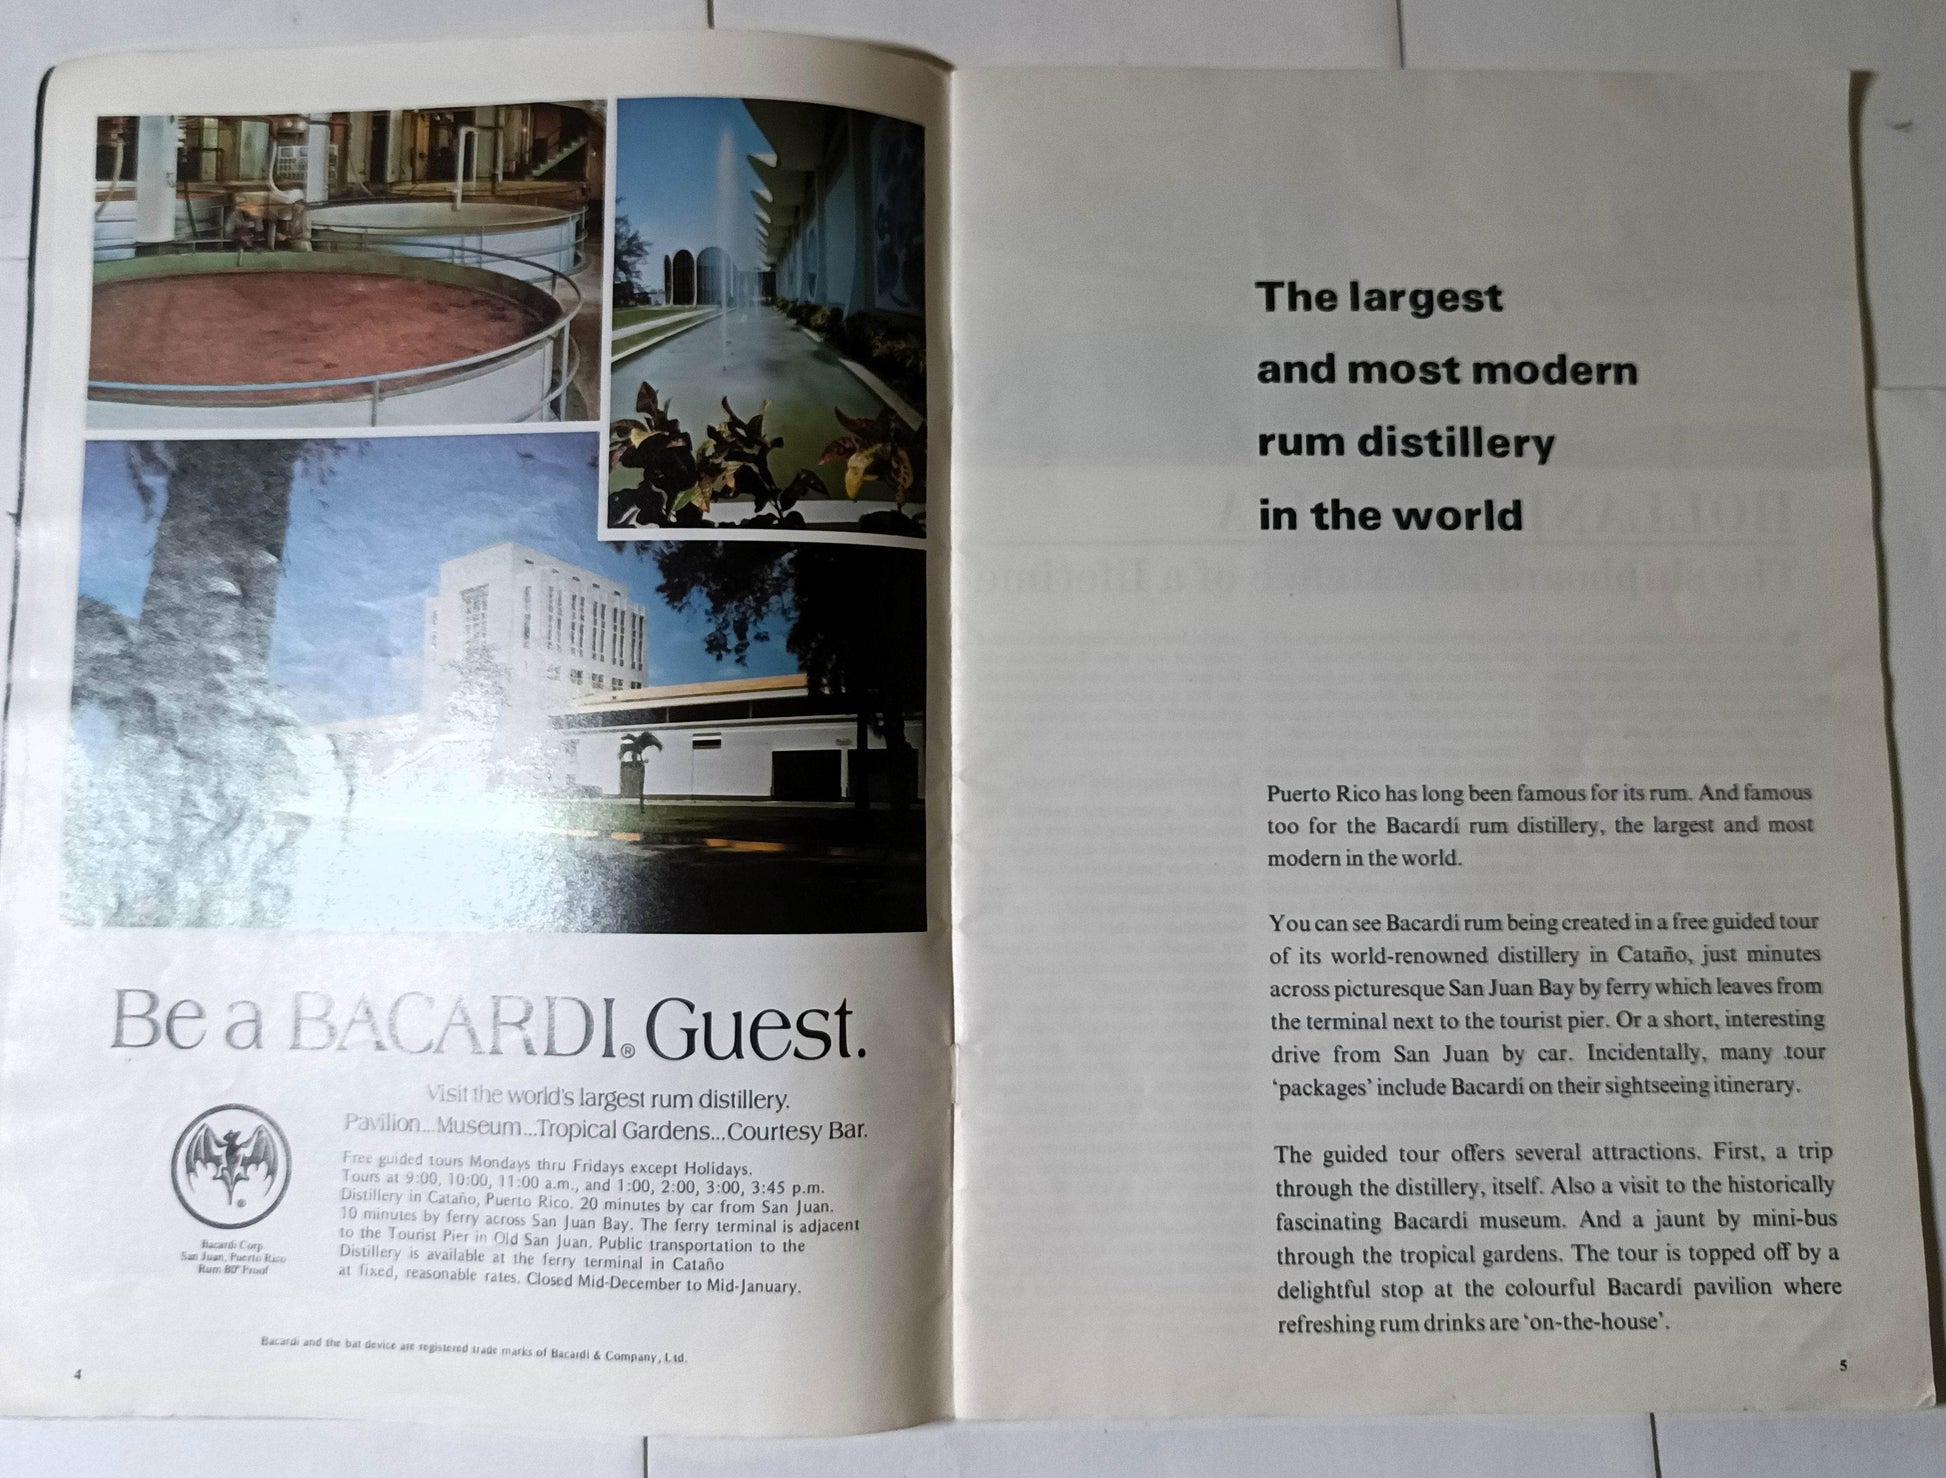 Be a BACARDI® Guest.
Visit the world's largest rum distillery.
Pavilion...Museum...Tropical Gardens...Courtesy Bar.
Free guided tours Mondays thru Fridays except Holidays.
Tours at 9:00, 10:00, 11:00 a.m., and 1:00, 2:00, 3:00, 3:45 p.m.
Distillery in Cataño, Puerto Rico. 20 minutes by car from San Juan.
10 minutes by ferry across San Juan Bay. The ferry terminal is adjacent
to the Tourist Pier in Old San Juan. Public transportation to the
Distillery is available at the ferry terminal in Cataño
at fixed, reasonable rates. Closed Mid-December to Mid-January.
®
Bacardi Corp.
San Juan, Puerto Rico
Rum 80° Proof
Bacardi and the bat device are registered trade marks of Bacardi & Company, Ltd.
4
The largest
and most modern
rum distillery
in the world
Puerto Rico has long been famous for its rum. And famous
too for the Bacardí rum distillery, the largest and most
modern in the world.
You can see Bacardí rum being created in a free guided tour
of its world-renowned distillery in Cataño, just minutes
across picturesque San Juan Bay by ferry which leaves from
the terminal next to the tourist pier. Or a short, interesting
drive from San Juan by car. Incidentally, many tour
'packages' include Bacardí on their sightseeing itinerary.
The guided tour offers several attractions. First, a trip
through the distillery, itself. Also a visit to the historically
fascinating Bacardí museum. And a jaunt by mini-bus
through the tropical gardens. The tour is topped off by a
delightful stop at the colourful Bacardí pavilion where
refreshing rum drinks are 'on-the-house'.
5